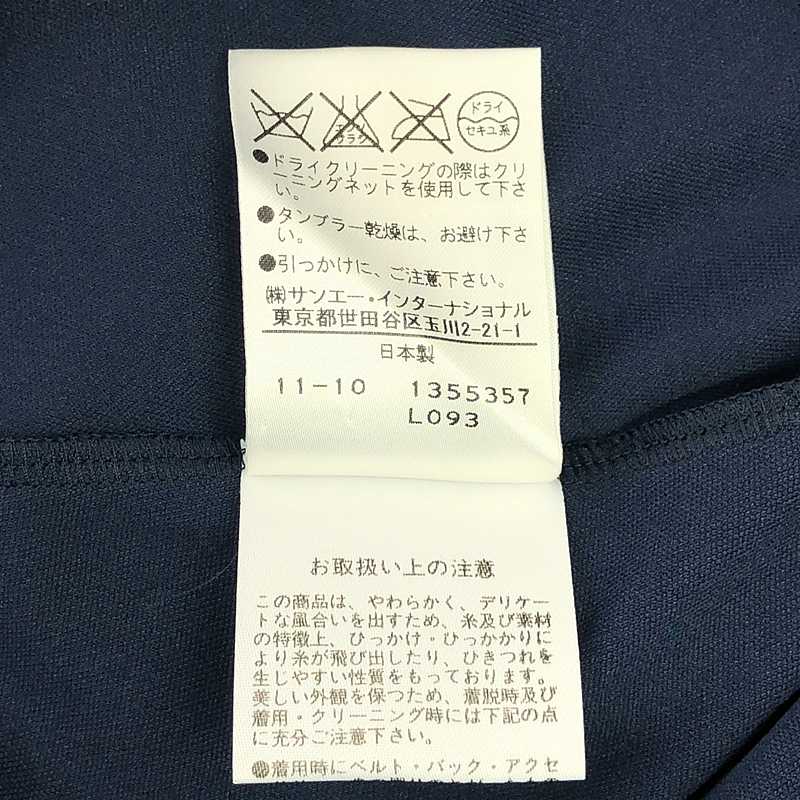 エンソ
サラシ
ドライ
セキユ系
●ドライクリーニングの際はクリ
ーニングネットを使用して下さ
い。
●タンブラー乾燥は、お避け下さ
い。
●引っかけに、ご注意下さい。
㈱サンエー・インターナショナル
東京都世田谷区玉川2-21-1
日本製
11-10 1355357
L093
お取扱い上の注意
この商品は、やわらかく、デリケー
トな風合いを出すため、糸及び素材
の特徴上、ひっかけ・ひっかかりに
より糸が飛び出したり、ひきつれを
生じやすい性質をもっております。
美しい外観を保つため、着脱時及び
着用・クリーニング時には下記の点
に充分ご注意下さい。
●着用時にベルト・バック・アクセ